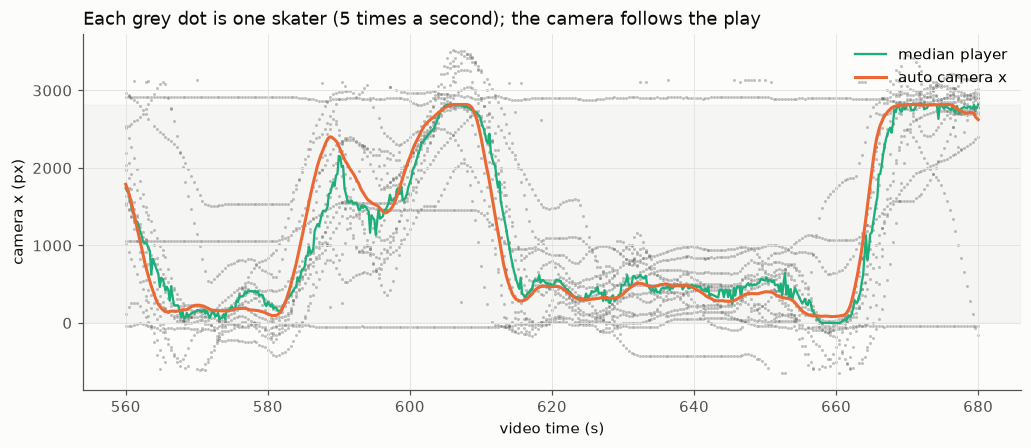 Each grey dot is one skater (5 times a second); the camera follows the play
median player
auto camera x
camera x (px)
3000
2000
1000
0
560 580 600 620 640 660 680
video time (s)